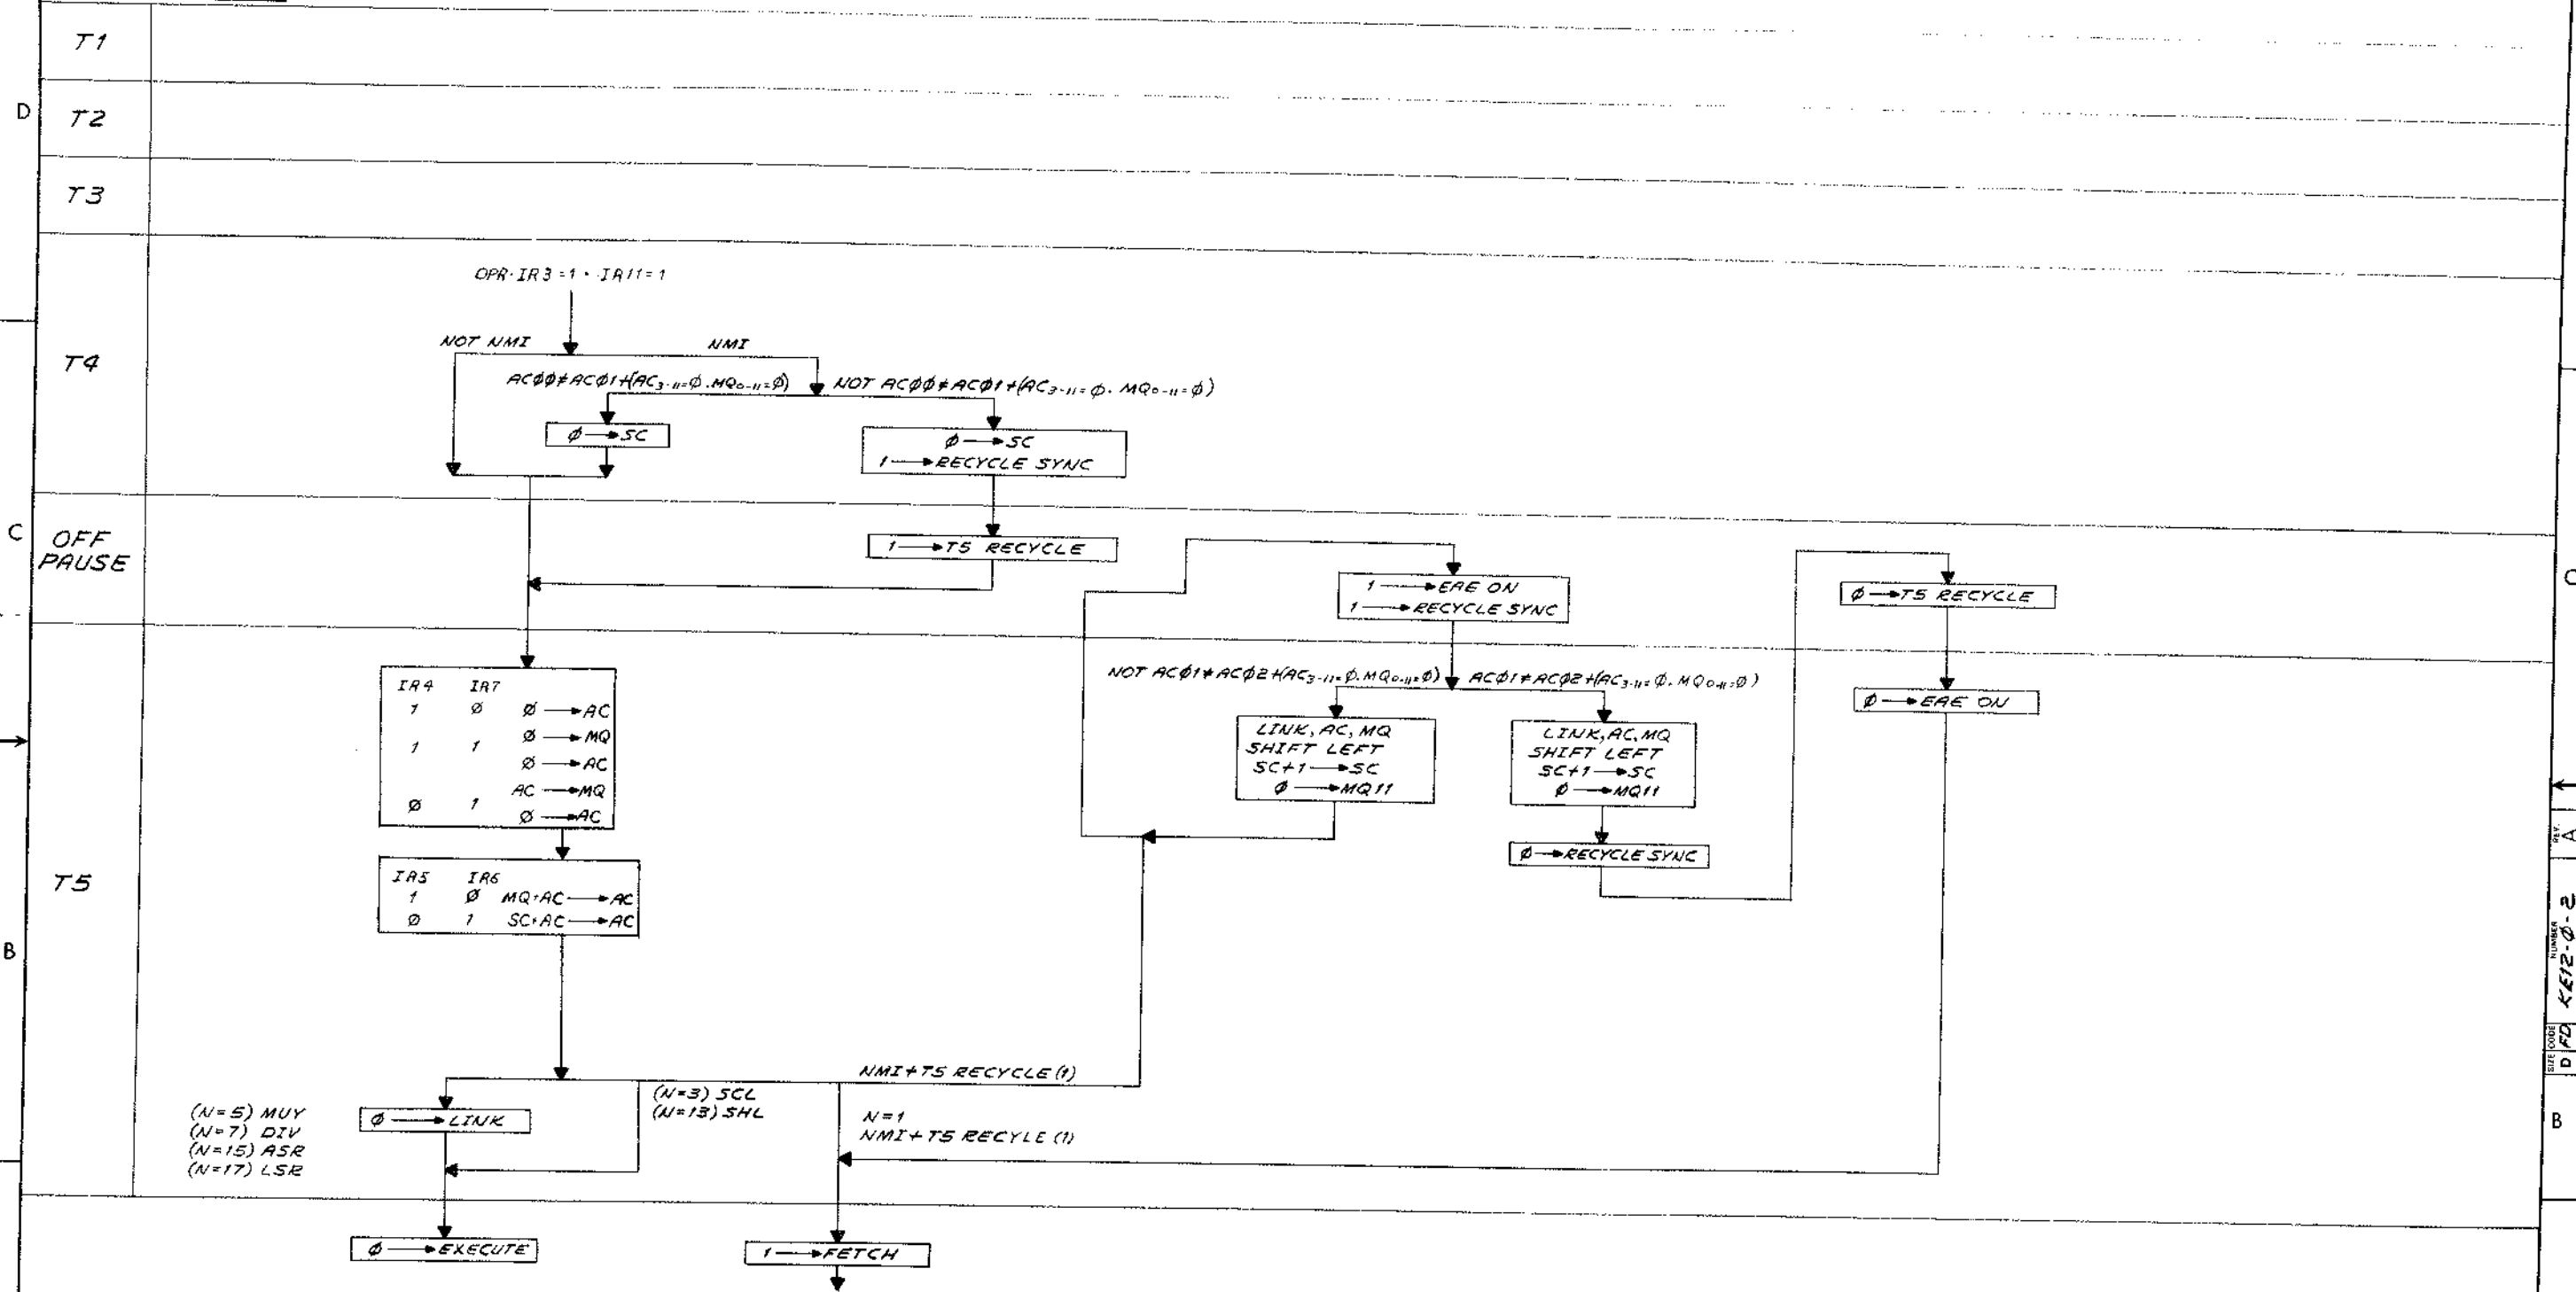 T1
D
T2
T3
OPR·IR3=1 · IR11=1
T4
NOT NMI NMI
ACØØ≠ACØ1+(AC3-11=Ø.MQ0-11=Ø) NOT ACØØ≠ACØ1+(AC3-11=Ø. MQ0-11=Ø)
Ø→SC
Ø→SC
1→RECYCLE SYNC
C
OFF
PAUSE
1→T5 RECYCLE
1→EAE ON
1→RECYCLE SYNC
Ø→T5 RECYCLE
C
NOT ACØ1≠ACØ2+(AC3-11=Ø.MQ0-11=Ø) ACØ1≠ACØ2+(AC3-11=Ø.MQ0-11=Ø)
Ø→EAE ON
IR4 IR7
1 Ø Ø→AC
Ø→MQ
1 1
Ø→AC
AC→MQ
Ø 1
Ø→AC
LINK, AC, MQ
SHIFT LEFT
SC+1→SC
Ø→MQ11
LINK, AC, MQ
SHIFT LEFT
SC+1→SC
Ø→MQ11
Ø→RECYCLE SYNC
T5
IR5 IR6
1 Ø MQ+AC→AC
Ø 1 SC+AC→AC
B
NMI+T5 RECYCLE (1)
(N=3) SCL
(N=13) SHL
N=1
NMI+T5 RECYLE (1)
(N=5) MUY
(N=7) DIV
(N=15) ASR
(N=17) LSR
Ø→LINK
Ø→EXECUTE
1→FETCH
REV.
A
NUMBER
KE12-Ø-2
SIZE CODE
D FD
B